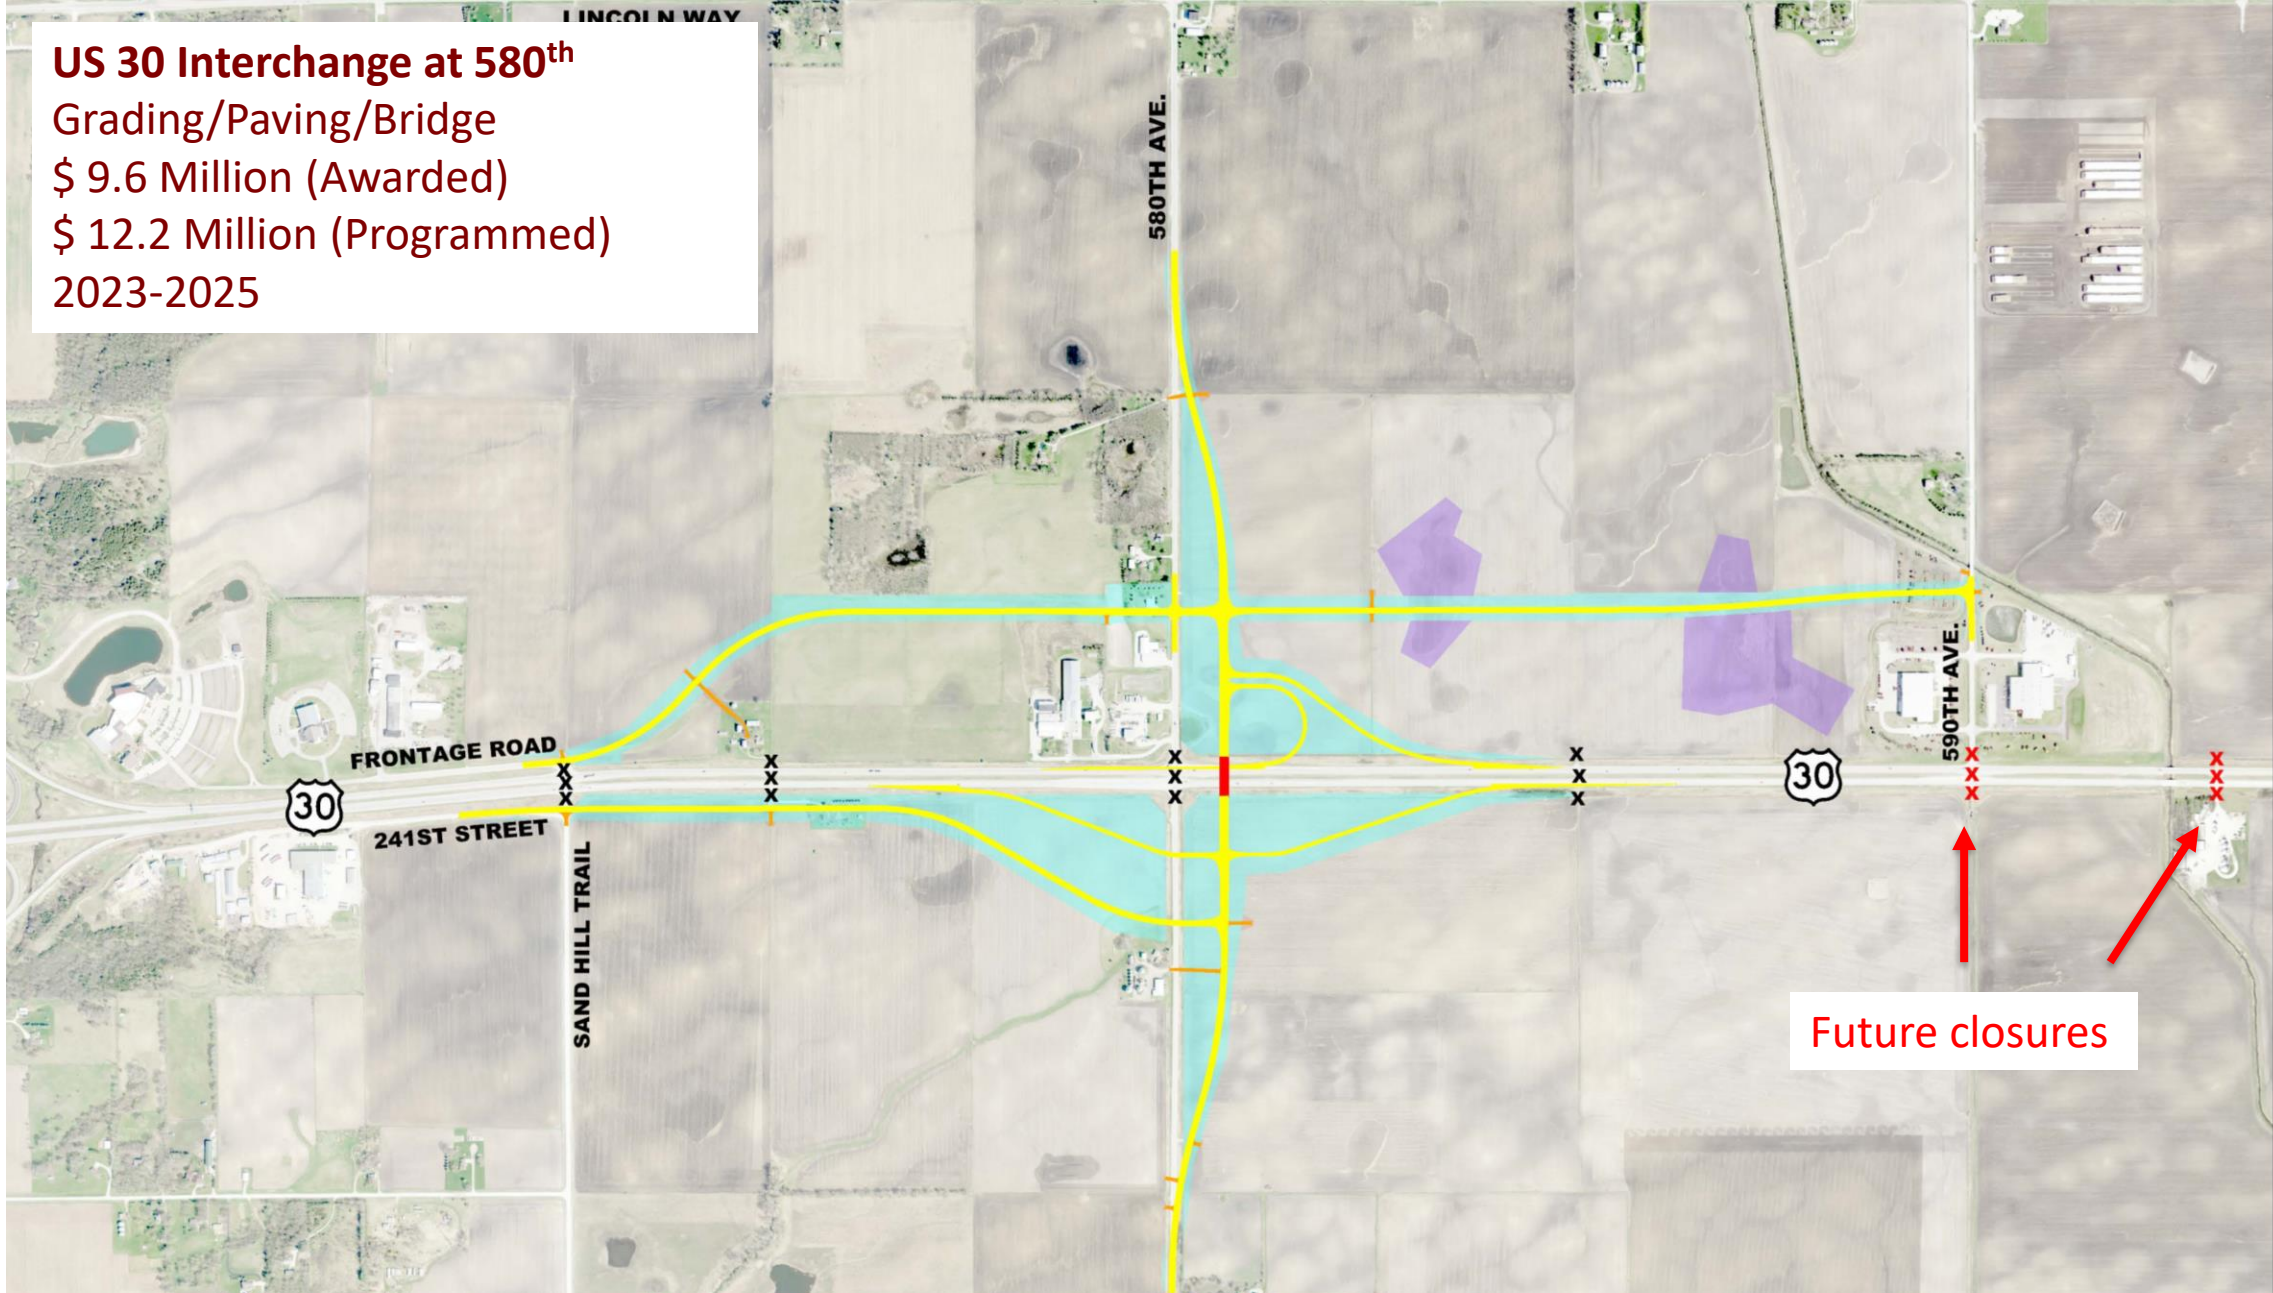 LINCOLN WAY
US 30 Interchange at 580th
Grading/Paving/Bridge
$ 9.6 Million (Awarded)
$ 12.2 Million (Programmed)
2023-2025
580TH AVE.
590TH AVE.
FRONTAGE ROAD
X X X
X X X
X X X
X X X
X X X
X X X
30
30
241ST STREET
SAND HILL TRAIL
Future closures